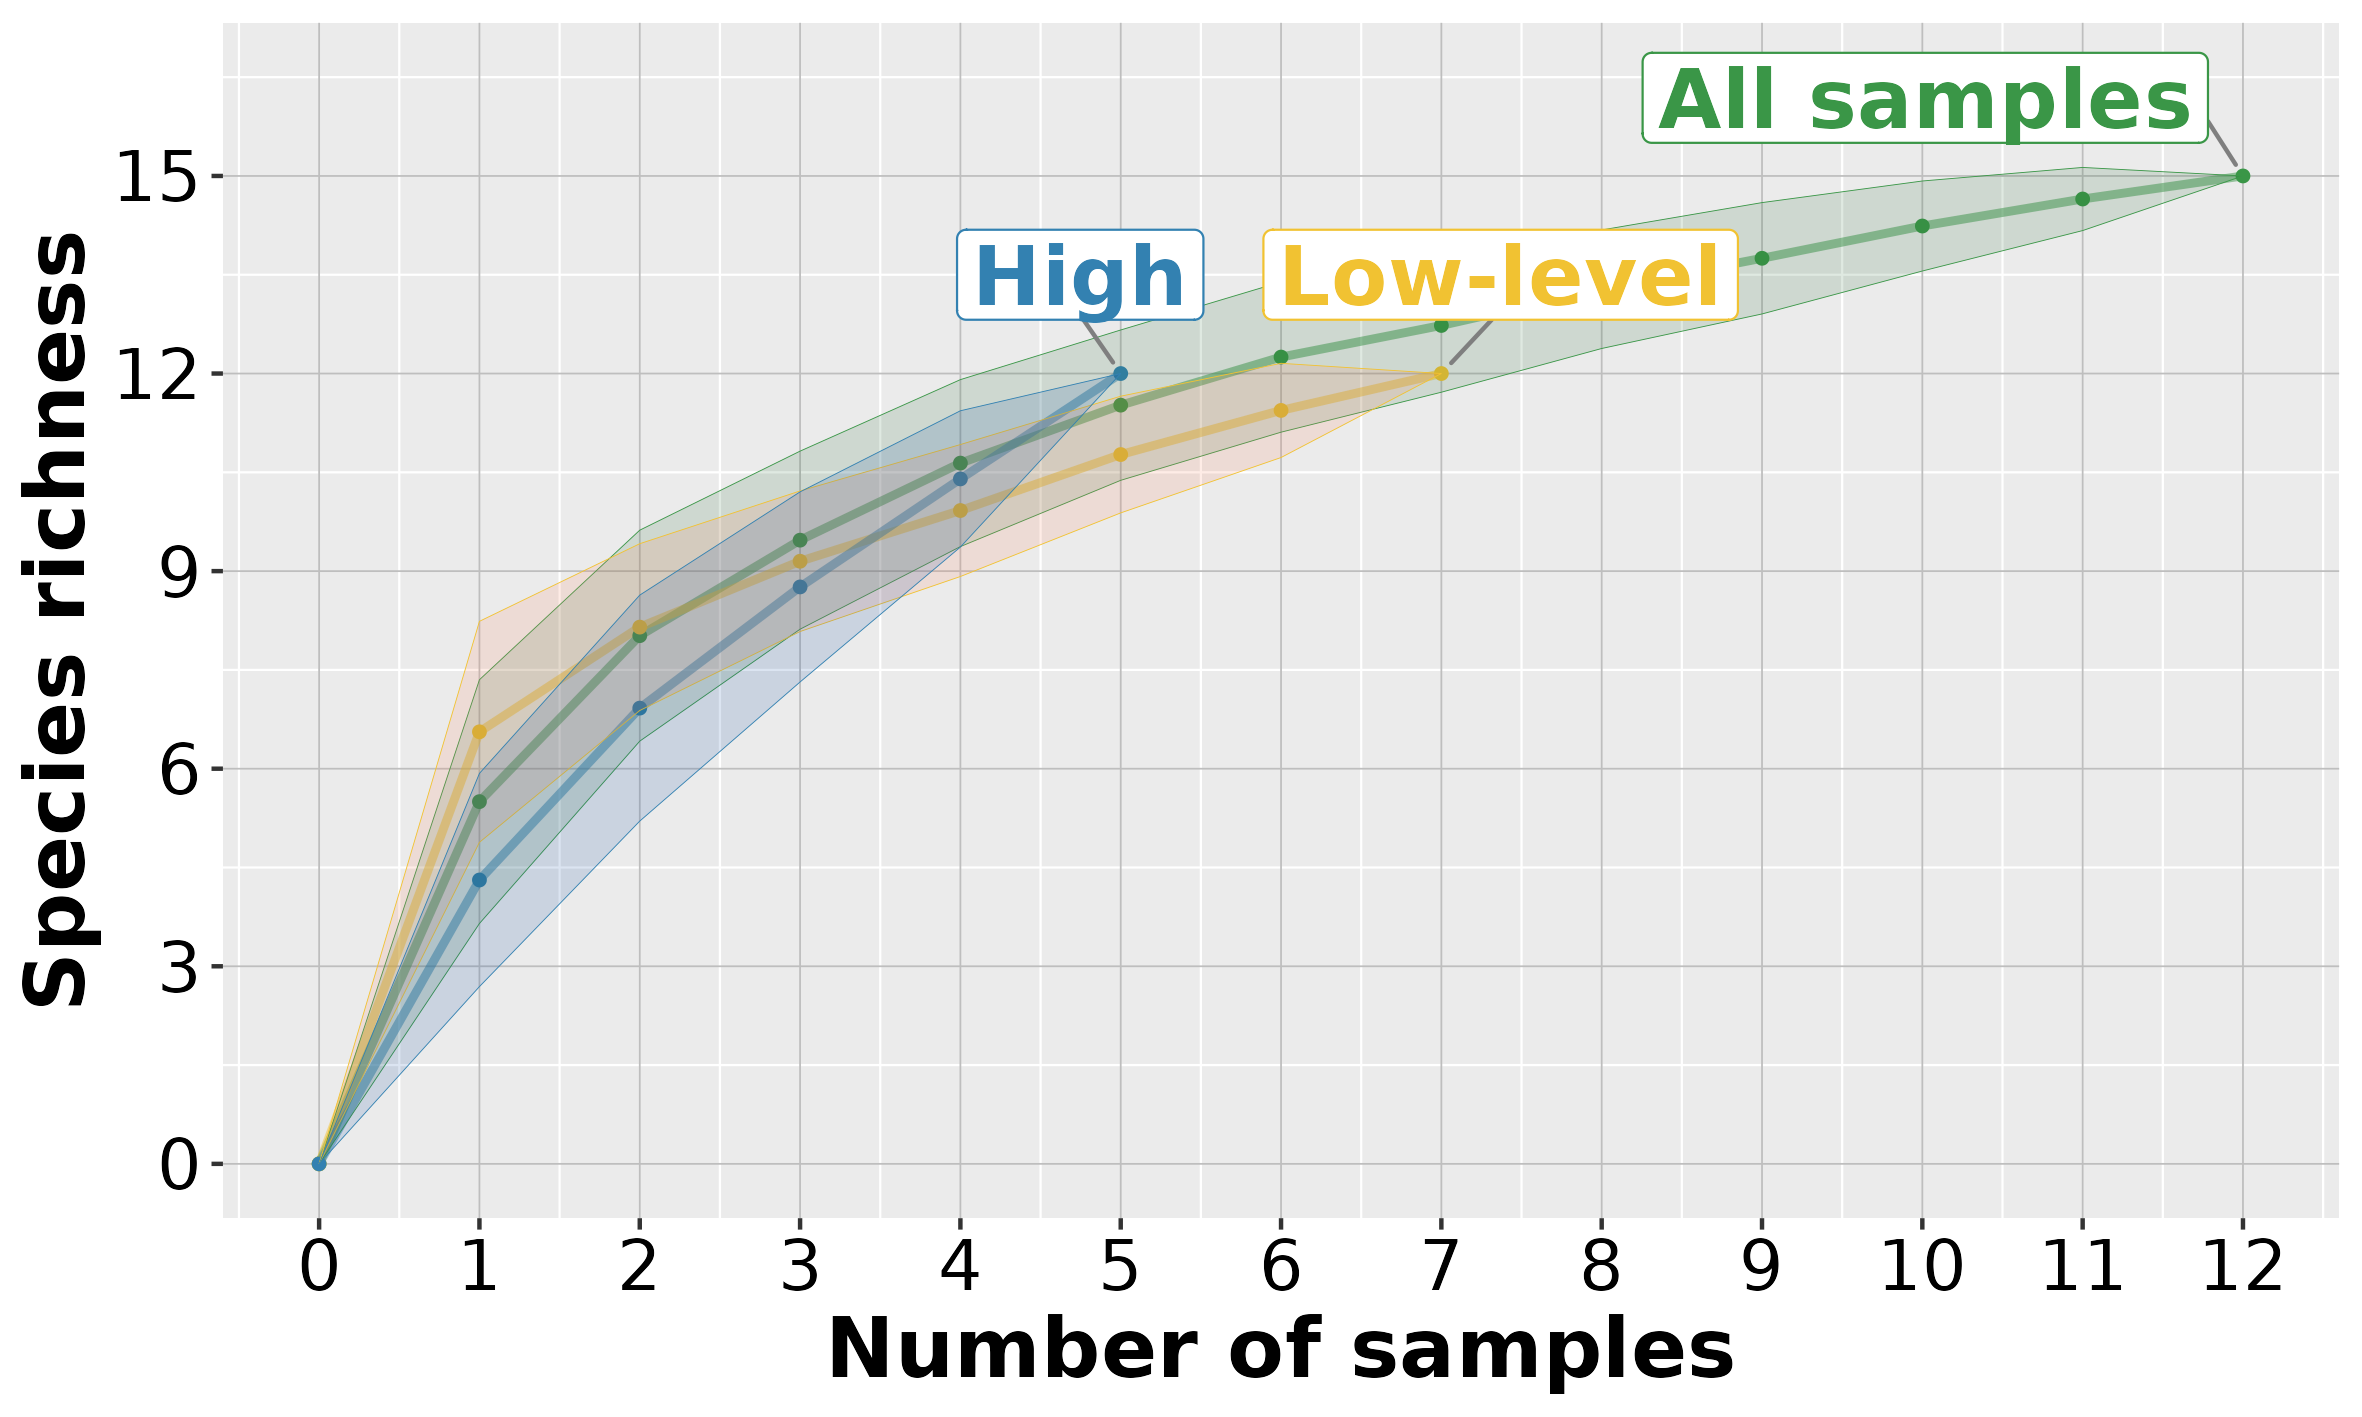 All samples
High
Low-level
Species richness
15
12
9
6
3
0
0 1 2 3 4 5 6 7 8 9 10 11 12
Number of samples